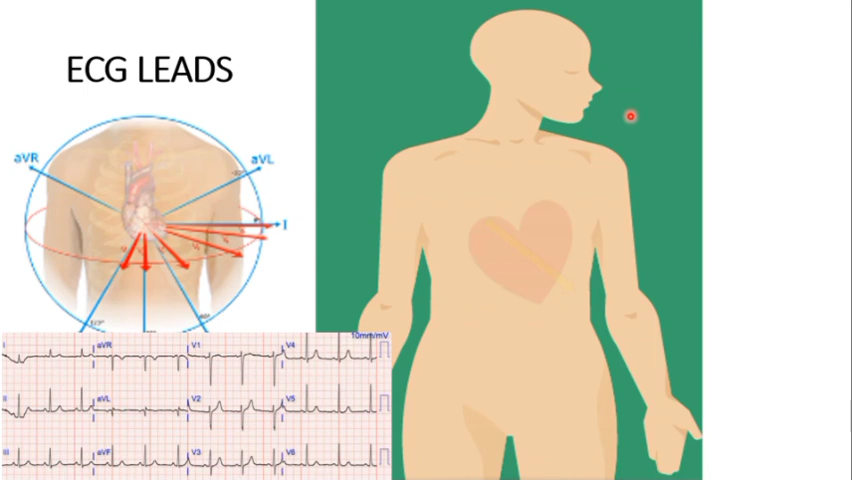 ECG LEADS
aVR
aVL
I
10mm/mV
I
aVR
V1
V4
II
aVL
V2
V5
III
aVF
V3
V6